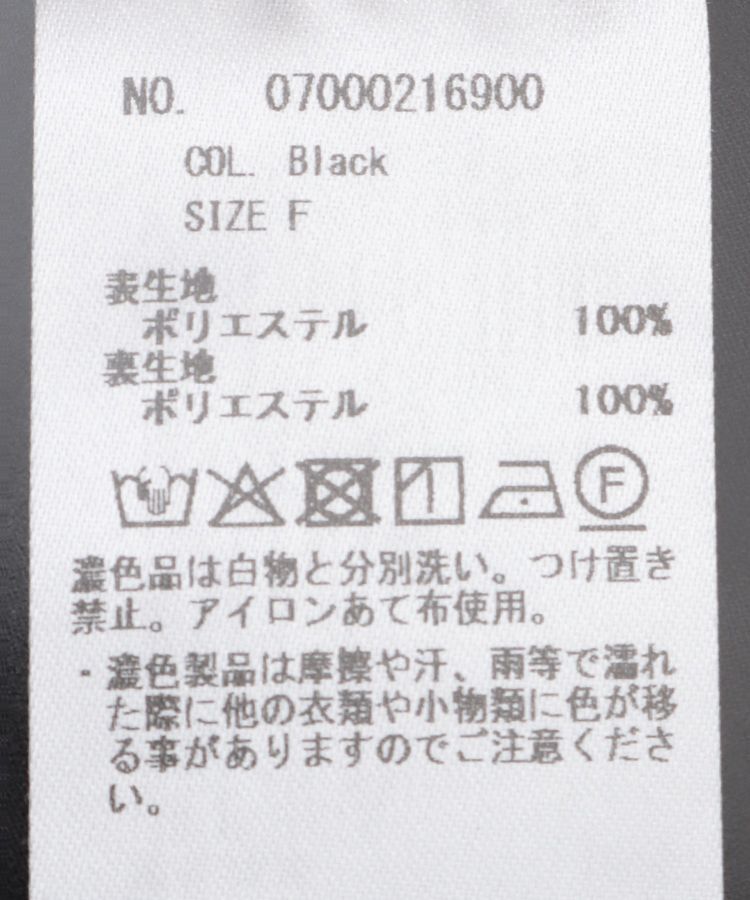 NO. 07000216900
COL. Black
SIZE F
表生地
ポリエステル 100%
裏生地
ポリエステル 100%
F
濃色品は白物と分別洗い。つけ置き
禁止。アイロンあて布使用。
・濃色製品は摩擦や汗、雨等で濡れ
た際に他の衣類や小物類に色が移
る事がありますのでご注意くださ
い。